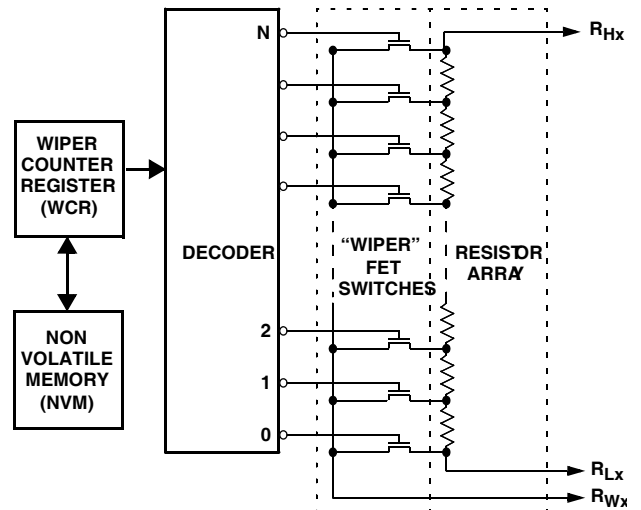 N
R_Hx
WIPER
COUNTER
REGISTER
(WCR)
DECODER
“WIPER”
FET
SWITCHES
RESISTOR
ARRAY
NON
VOLATILE
MEMORY
(NVM)
2
1
0
R_Lx
R_Wx